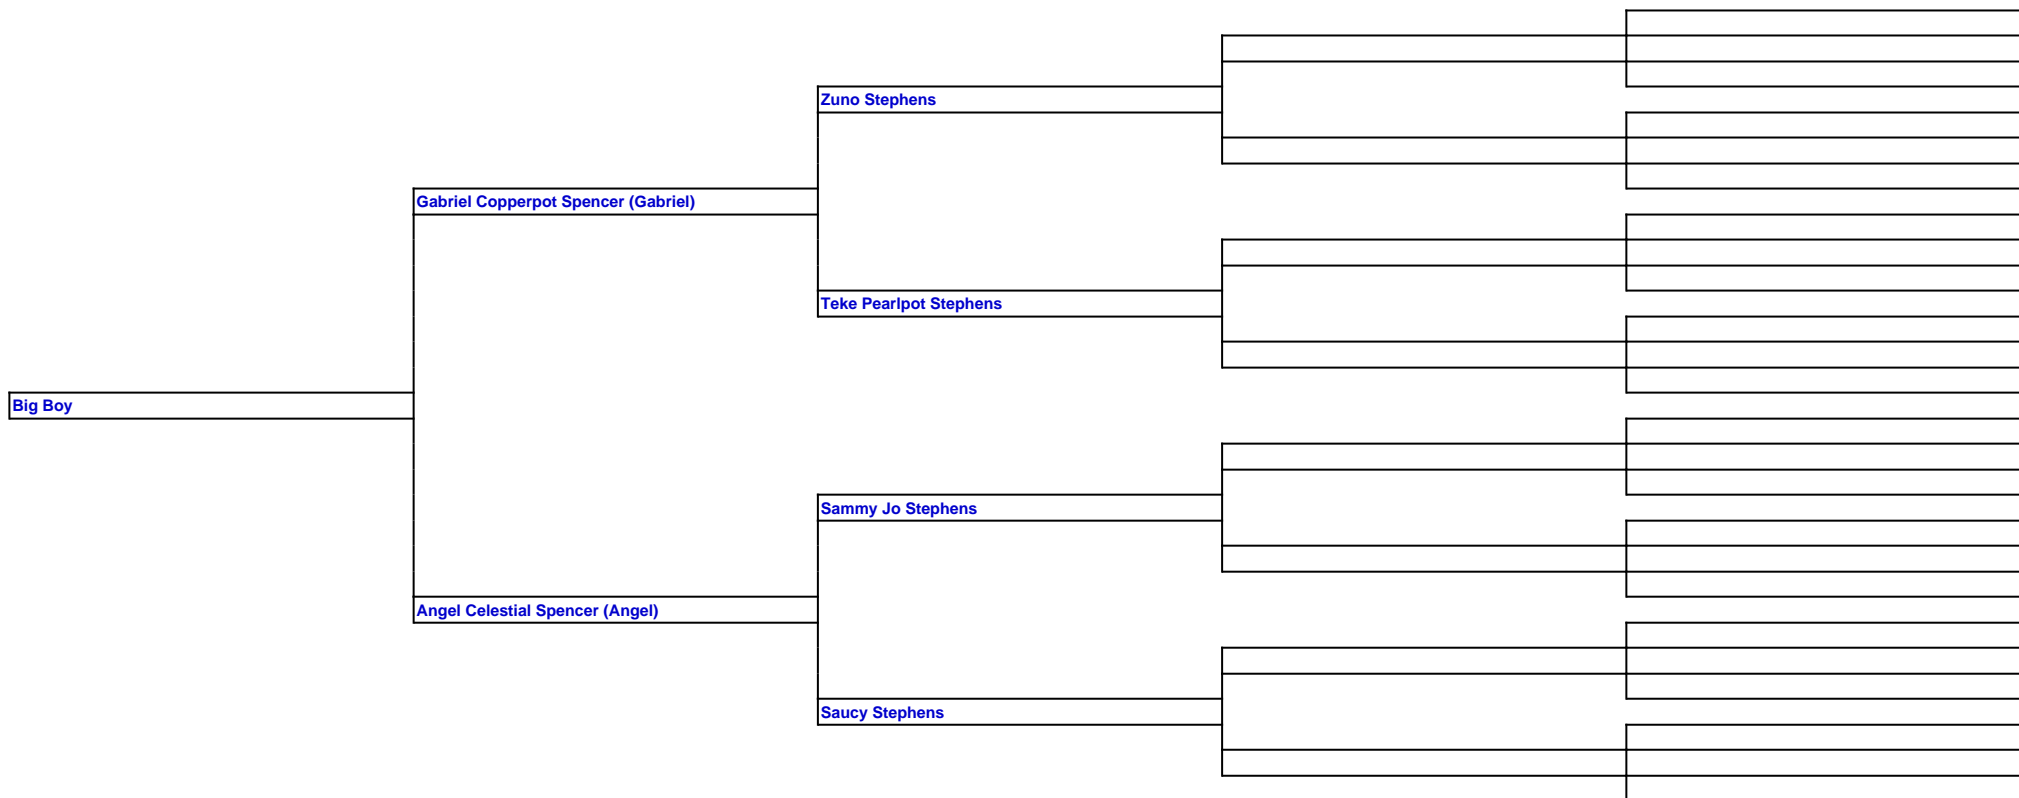 Zuno Stephens
Gabriel Copperpot Spencer (Gabriel)
Teke Pearlpot Stephens
Big Boy
Sammy Jo Stephens
Angel Celestial Spencer (Angel)
Saucy Stephens